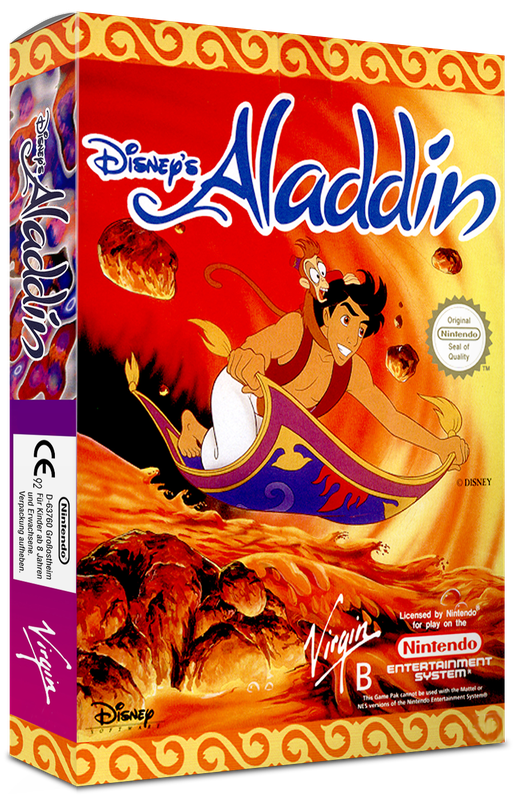 Disney's
Aladdin
Original
Nintendo
Seal of
Quality
TM
© DISNEY
Licensed by Nintendo®
for play on the
Nintendo
ENTERTAINMENT
SYSTEM
Virgin
B
This Game Pak cannot be used with the Mattel or
NES versions of the Nintendo Entertainment System®
Disney
SOFTWARE
Disney's
Aladdin
CE 92
Nintendo
D-63760 Großostheim
Für Kinder ab 8 Jahren
und Erwachsene.
Verpackung aufheben.
Virgin